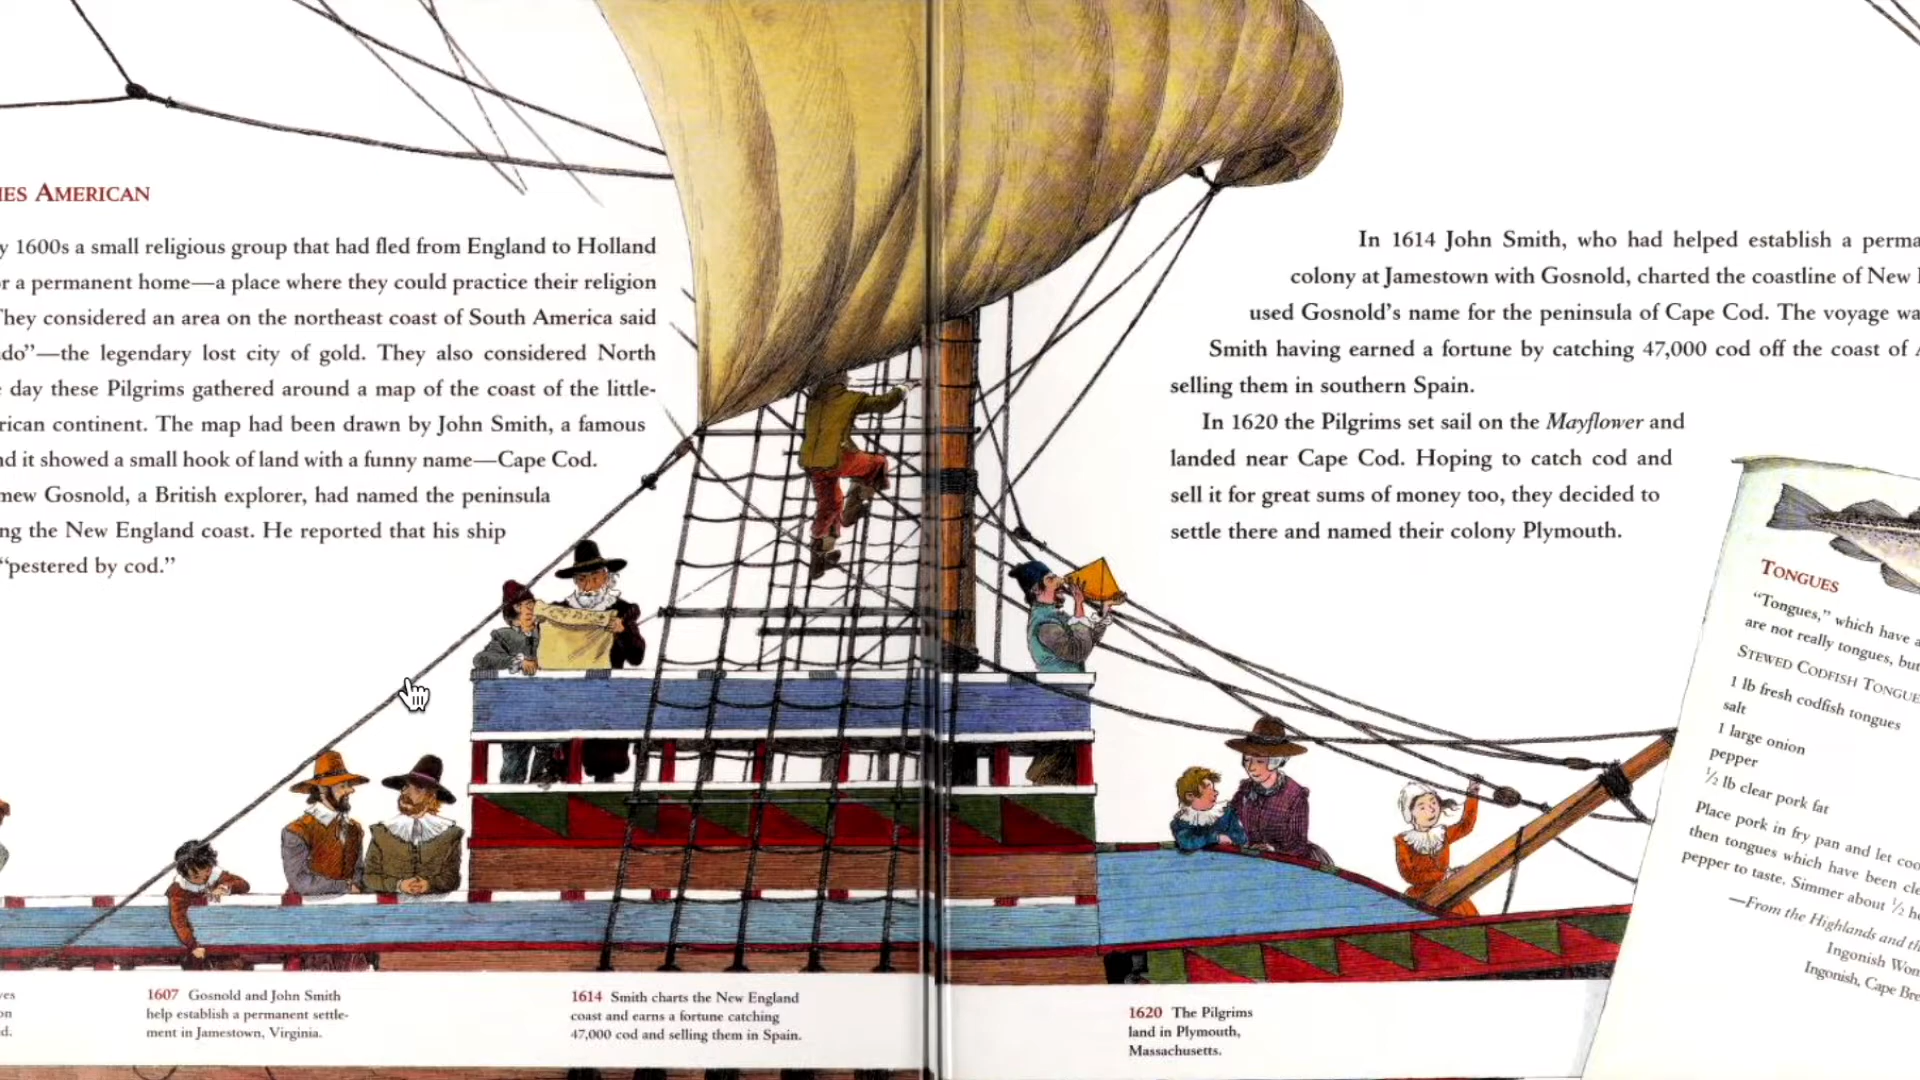 AMERICAN
1600s a small religious group that had fled from England to Holland
a permanent home—a place where they could practice their religion
They considered an area on the northeast coast of South America said
do”—the legendary lost city of gold. They also considered North
day these Pilgrims gathered around a map of the coast of the little-
rican continent. The map had been drawn by John Smith, a famous
nd it showed a small hook of land with a funny name—Cape Cod.
mew Gosnold, a British explorer, had named the peninsula
ng the New England coast. He reported that his ship
“pestered by cod.”
In 1614 John Smith, who had helped establish a perma
colony at Jamestown with Gosnold, charted the coastline of New
used Gosnold’s name for the peninsula of Cape Cod. The voyage wa
Smith having earned a fortune by catching 47,000 cod off the coast of
selling them in southern Spain.
In 1620 the Pilgrims set sail on the Mayflower and
landed near Cape Cod. Hoping to catch cod and
sell it for great sums of money too, they decided to
settle there and named their colony Plymouth.
TONGUES
“Tongues,” which have a
are not really tongues, but
STEWED CODFISH TONGUE
1 lb fresh codfish tongues
salt
1 large onion
pepper
½ lb clear pork fat
Place pork in fry pan and let coo
then tongues which have been cle
pepper to taste. Simmer about ½ h
—From the Highlands and th
Ingonish Wom
Ingonish, Cape Bre
1607 Gosnold and John Smith
help establish a permanent settle-
ment in Jamestown, Virginia.
1614 Smith charts the New England
coast and earns a fortune catching
47,000 cod and selling them in Spain.
1620 The Pilgrims
land in Plymouth,
Massachusetts.